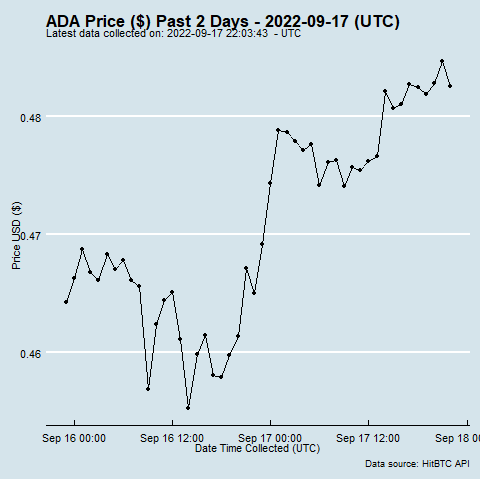 ADA Price ($) Past 2 Days - 2022-09-17 (UTC)
Latest data collected on: 2022-09-17 22:03:43 - UTC
0.48
0.47
0.46
Price USD ($)
Sep 16 00:00 Sep 16 12:00 Sep 17 00:00 Sep 17 12:00 Sep 18 0
Date Time Collected (UTC)
Data source: HitBTC API